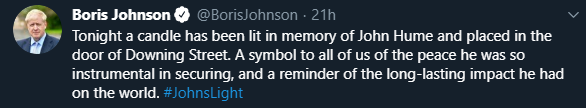 Boris Johnson @BorisJohnson · 21h
Tonight a candle has been lit in memory of John Hume and placed in the
door of Downing Street. A symbol to all of us of the peace he was so
instrumental in securing, and a reminder of the long-lasting impact he had
on the world. #JohnsLight